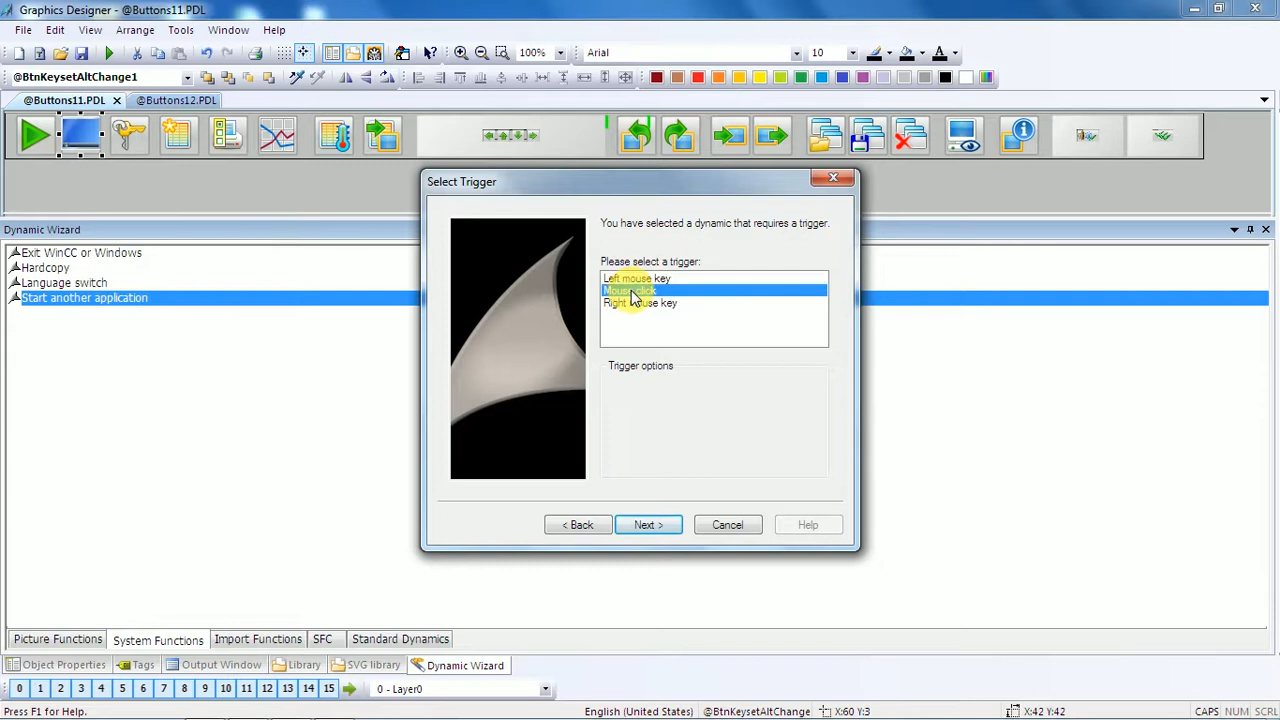 Graphics Designer - @Buttons11.PDL
File Edit View Arrange Tools Window Help
100% Arial 10
@BtnKeysetAltChange1
@Buttons11.PDL @Buttons12.PDL
Select Trigger
You have selected a dynamic that requires a trigger.
Please select a trigger:
Left mouse key
Mouse click
Right mouse key
Trigger options
< Back Next > Cancel Help
Dynamic Wizard
Exit WinCC or Windows
Hardcopy
Language switch
Start another application
Picture Functions System Functions Import Functions SFC Standard Dynamics
Object Properties Tags Output Window Library SVG library Dynamic Wizard
0 1 2 3 4 5 6 7 8 9 10 11 12 13 14 15 0 - Layer0
Press F1 for Help. English (United States) @BtnKeysetAltChange X:60 Y:3 X:42 Y:42 CAPS NUM SCRL